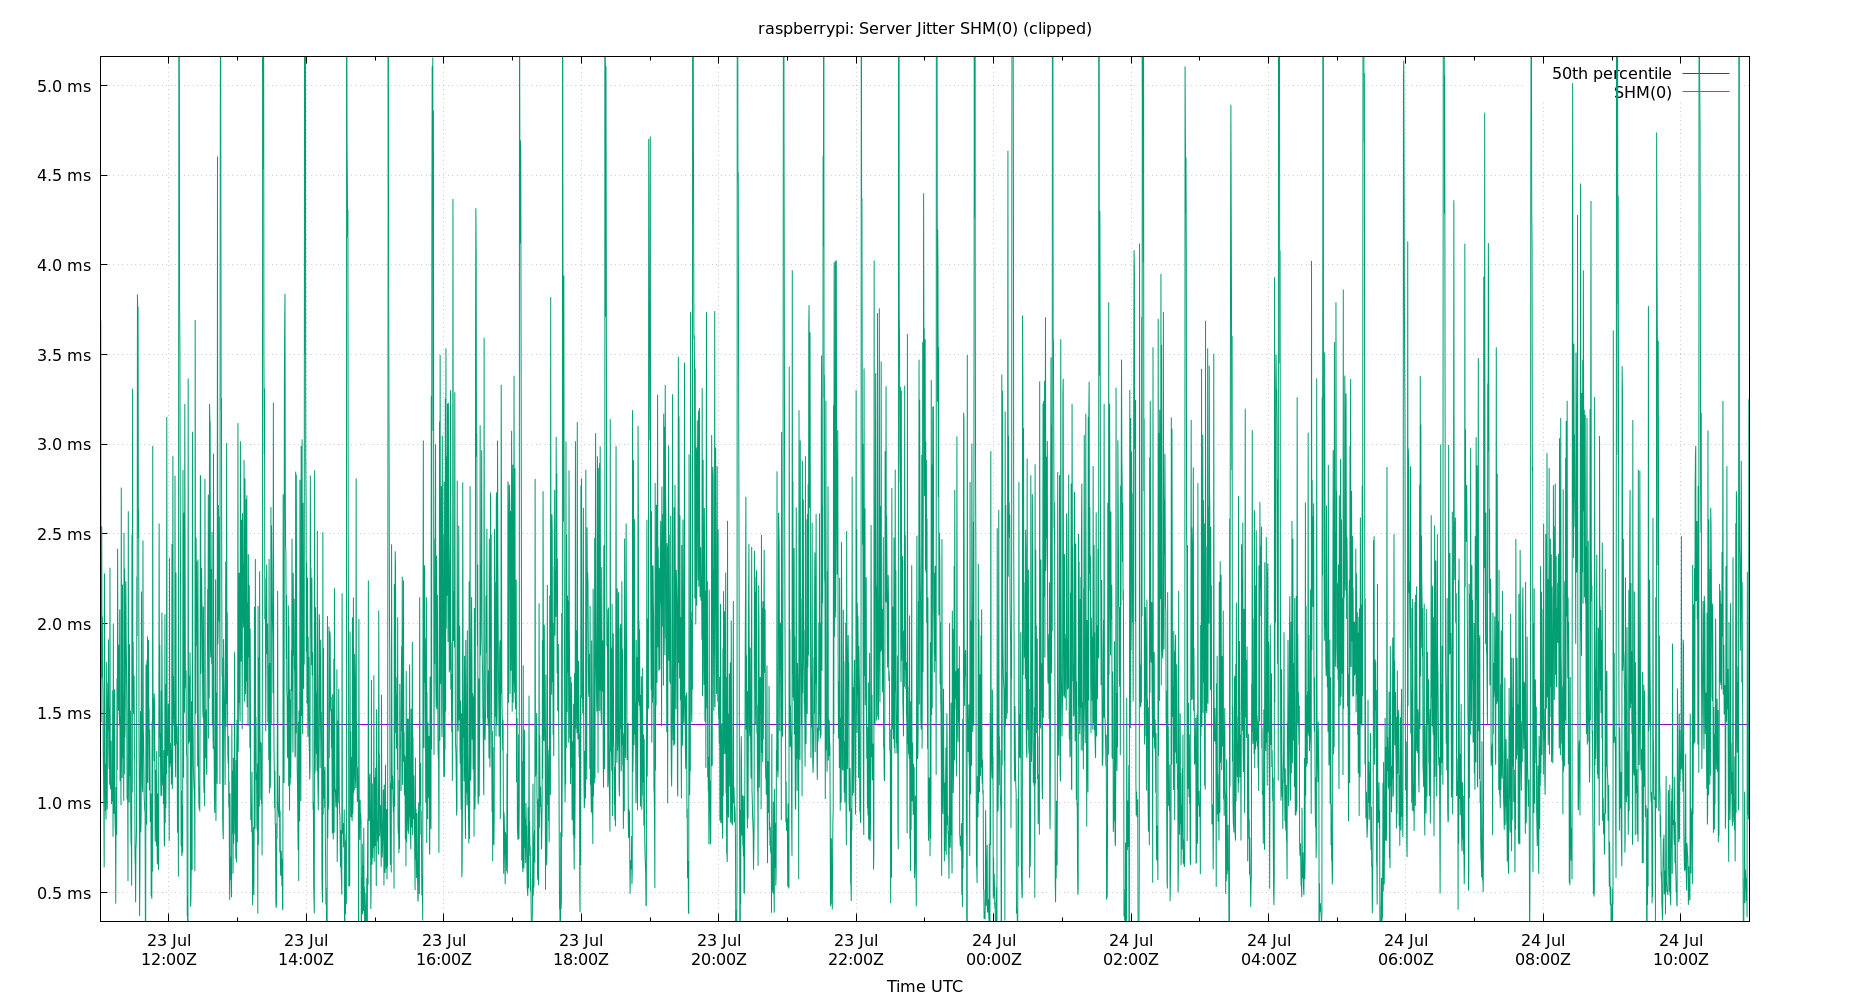 raspberrypi: Server Jitter SHM(0) (clipped)
50th percentile
SHM(0)
5.0 ms
4.5 ms
4.0 ms
3.5 ms
3.0 ms
2.5 ms
2.0 ms
1.5 ms
1.0 ms
0.5 ms
23 Jul 23 Jul 23 Jul 23 Jul 23 Jul 23 Jul 24 Jul 24 Jul 24 Jul 24 Jul 24 Jul 24 Jul
12:00Z 14:00Z 16:00Z 18:00Z 20:00Z 22:00Z 00:00Z 02:00Z 04:00Z 06:00Z 08:00Z 10:00Z
Time UTC